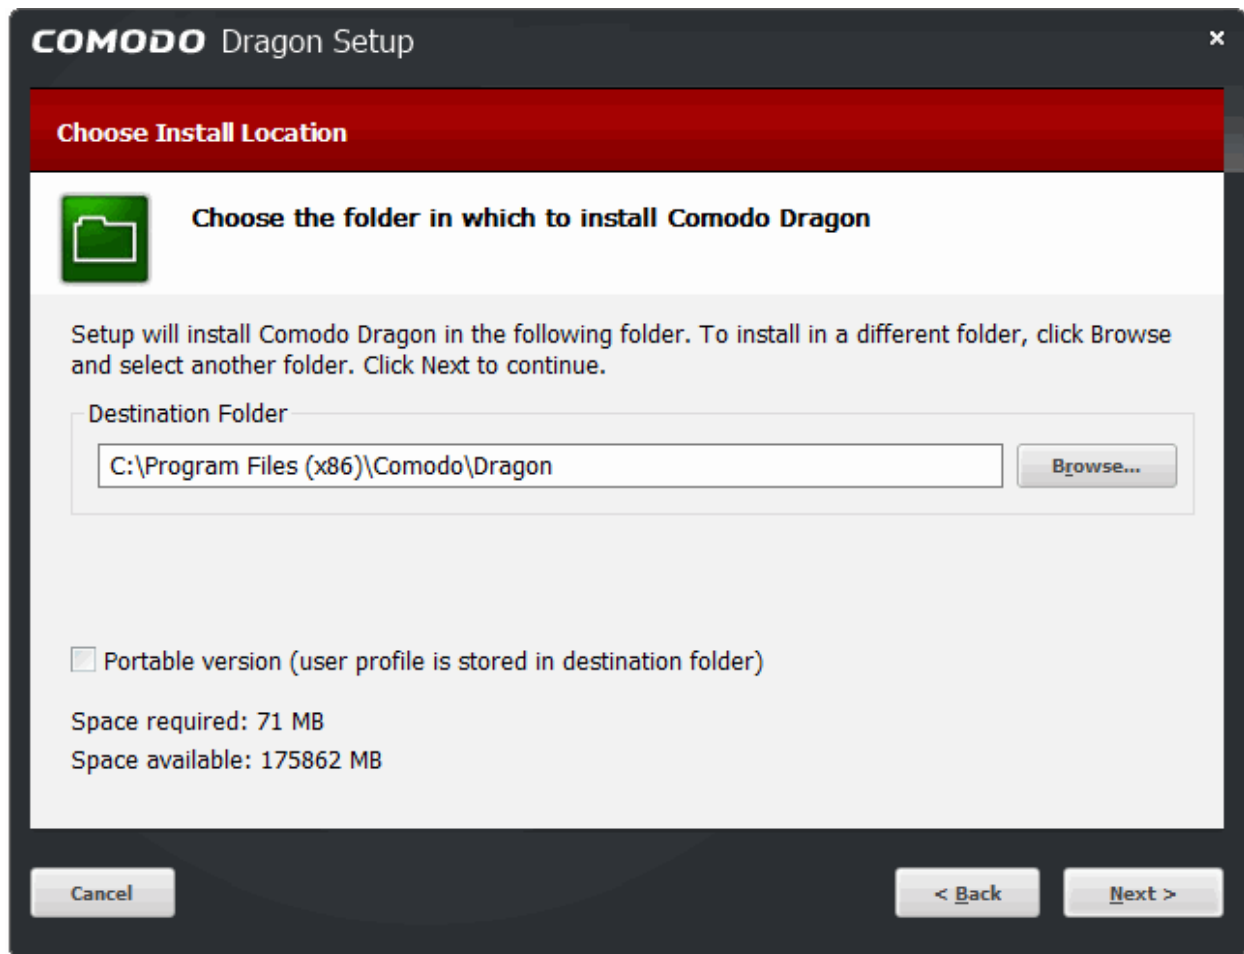 COMODO Dragon Setup
Choose Install Location
Choose the folder in which to install Comodo Dragon
Setup will install Comodo Dragon in the following folder. To install in a different folder, click Browse
and select another folder. Click Next to continue.
Destination Folder
C:\Program Files (x86)\Comodo\Dragon
Browse...
Portable version (user profile is stored in destination folder)
Space required: 71 MB
Space available: 175862 MB
Cancel
< Back
Next >